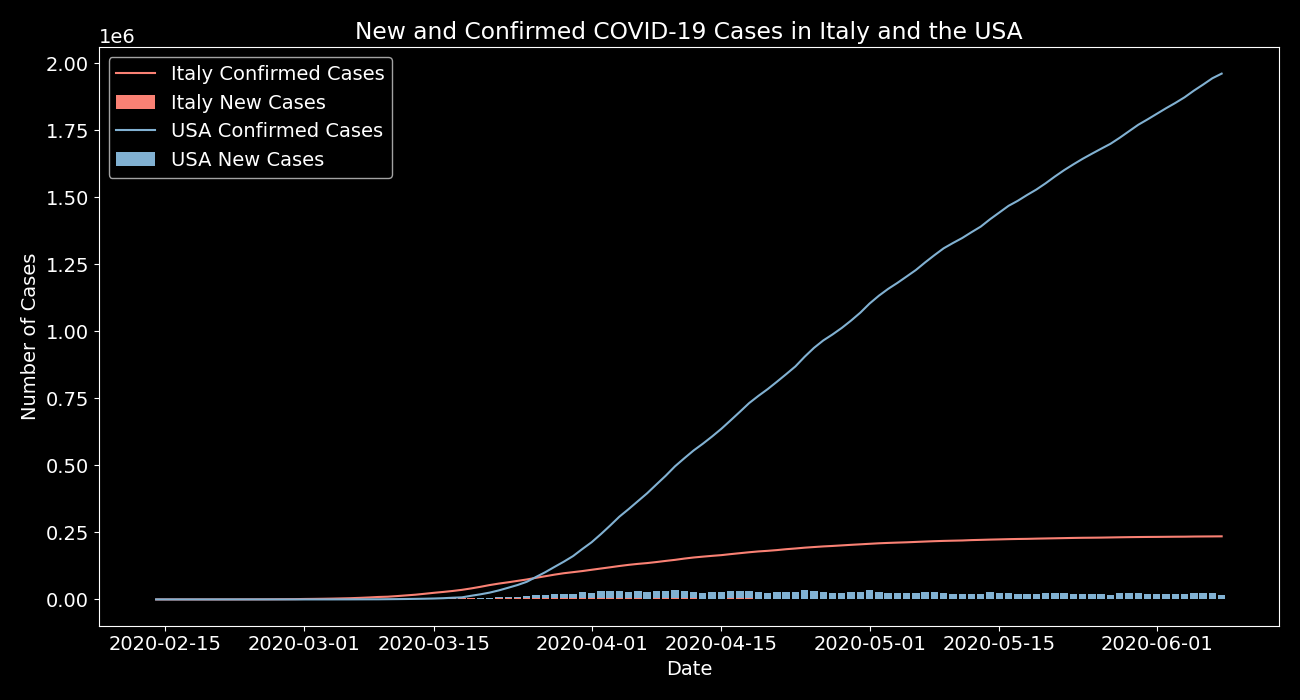 New and Confirmed COVID-19 Cases in Italy and the USA
1e6
2.00
1.75
1.50
1.25
1.00
0.75
0.50
0.25
0.00
Number of Cases
Italy Confirmed Cases
Italy New Cases
USA Confirmed Cases
USA New Cases
2020-02-15 2020-03-01 2020-03-15 2020-04-01 2020-04-15 2020-05-01 2020-05-15 2020-06-01
Date